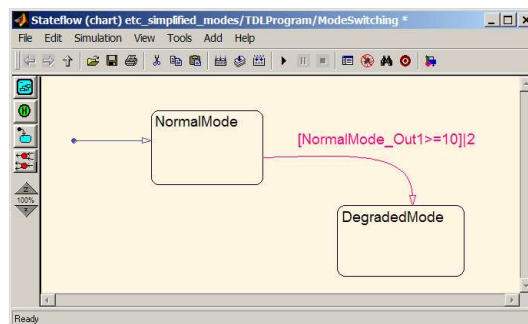 Stateflow (chart) etc_simplified_modes/TDLProgram/ModeSwitching *
File Edit Simulation View Tools Add Help
NormalMode
[NormalMode_Out1>=10]|2
100%
DegradedMode
Ready